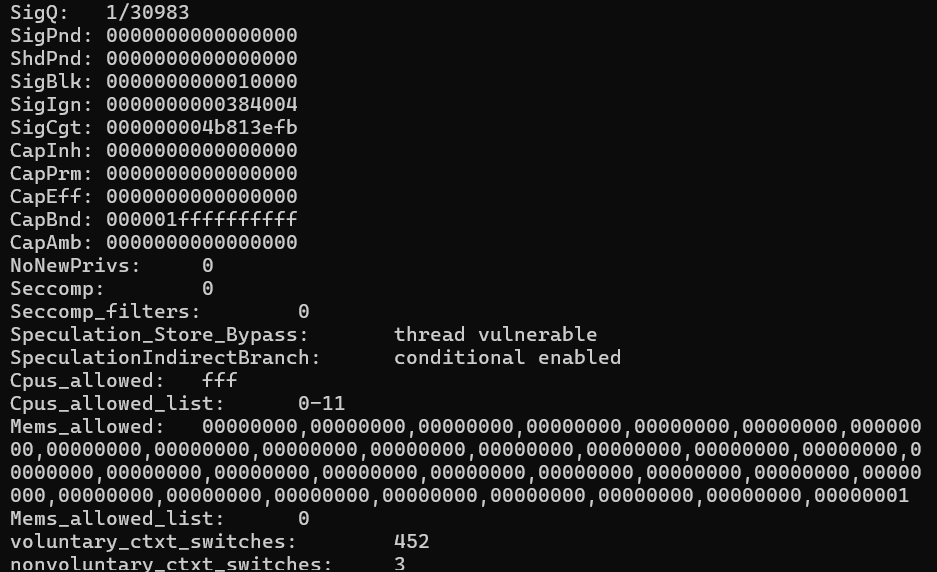 SigQ:   1/30983
SigPnd: 0000000000000000
ShdPnd: 0000000000000000
SigBlk: 0000000000010000
SigIgn: 0000000000384004
SigCgt: 000000004b813efb
CapInh: 0000000000000000
CapPrm: 0000000000000000
CapEff: 0000000000000000
CapBnd: 000001ffffffffff
CapAmb: 0000000000000000
NoNewPrivs:     0
Seccomp:        0
Seccomp_filters:        0
Speculation_Store_Bypass:       thread vulnerable
SpeculationIndirectBranch:      conditional enabled
Cpus_allowed:   fff
Cpus_allowed_list:      0-11
Mems_allowed:   00000000,00000000,00000000,00000000,00000000,00000000,000000
00,00000000,00000000,00000000,00000000,00000000,00000000,00000000,00000000,0
0000000,00000000,00000000,00000000,00000000,00000000,00000000,00000000,00000
000,00000000,00000000,00000000,00000000,00000000,00000000,00000000,00000001
Mems_allowed_list:      0
voluntary_ctxt_switches:        452
nonvoluntary_ctxt_switches:     3